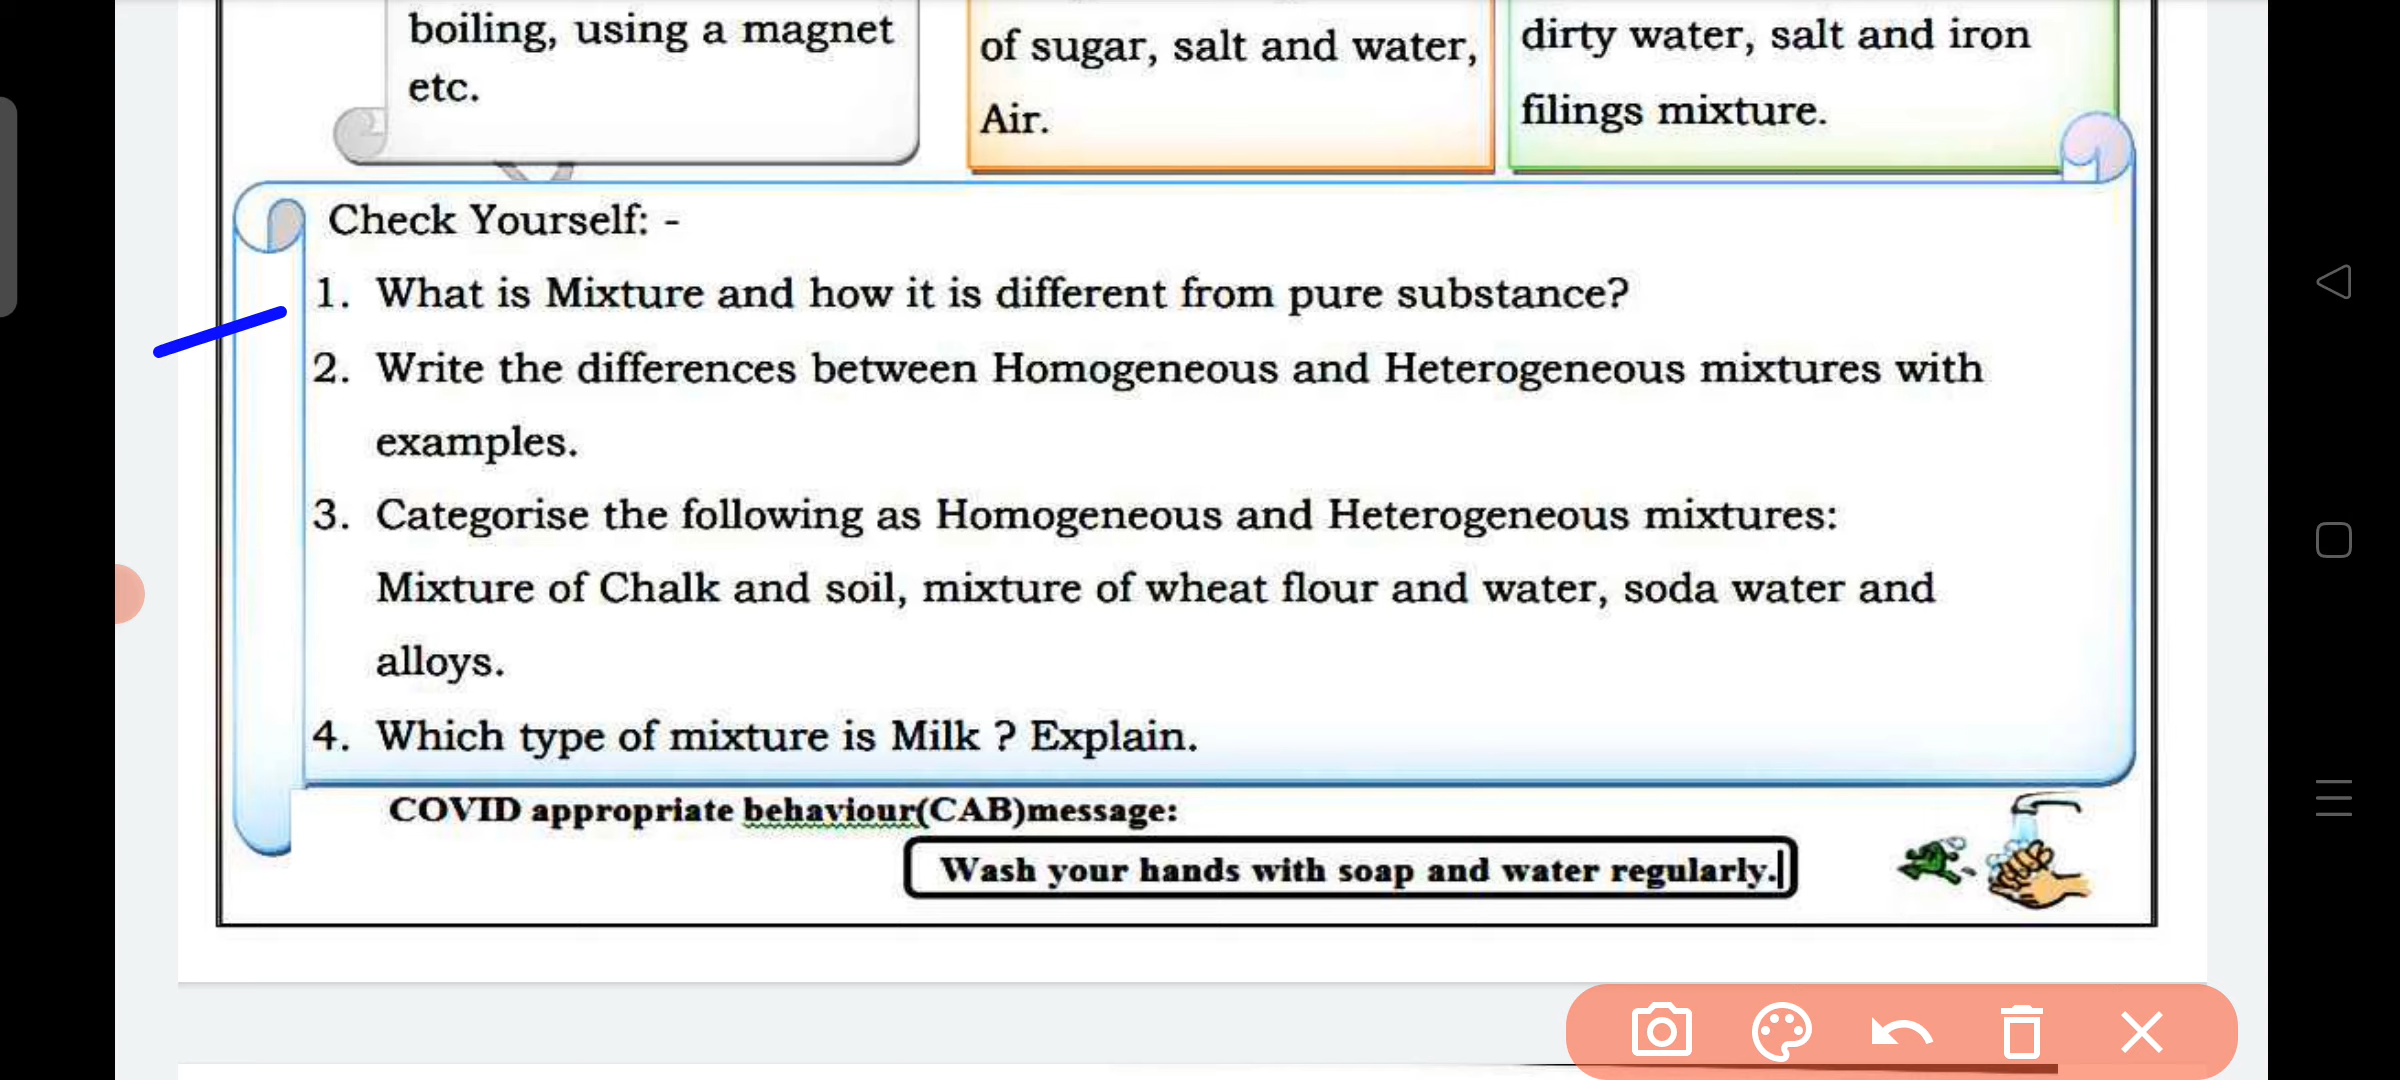 boiling, using a magnet
etc.
of sugar, salt and water,
Air.
dirty water, salt and iron
filings mixture.
Check Yourself: -
1. What is Mixture and how it is different from pure substance?
2. Write the differences between Homogeneous and Heterogeneous mixtures with
examples.
3. Categorise the following as Homogeneous and Heterogeneous mixtures:
Mixture of Chalk and soil, mixture of wheat flour and water, soda water and
alloys.
4. Which type of mixture is Milk ? Explain.
COVID appropriate behaviour(CAB)message:
Wash your hands with soap and water regularly.